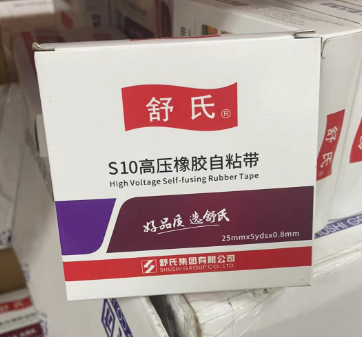 舒氏®
S10高压橡胶自粘带
High Voltage Self-fusing Rubber Tape
好品质 选舒氏
25mmx5ydsx0.8mm
舒氏集团有限公司
SHUSHI GROUP CO.,LTD.